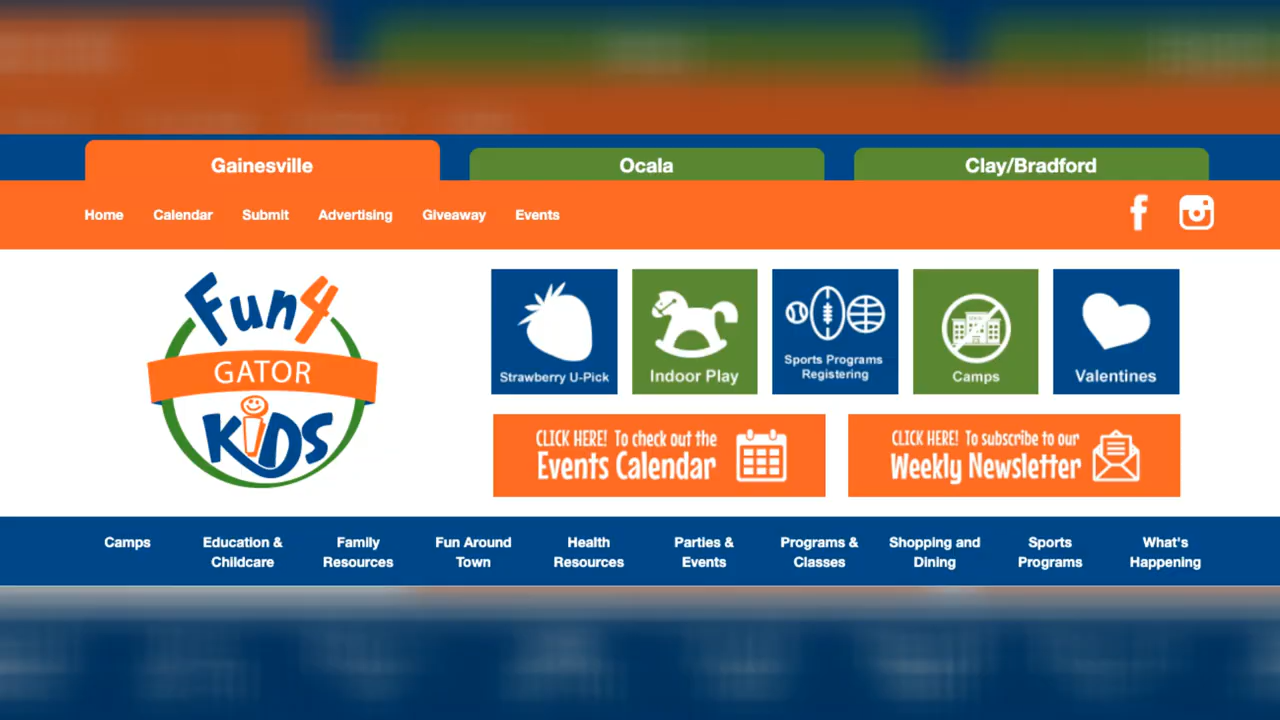 Gainesville
Ocala
Clay/Bradford
Home
Calendar
Submit
Advertising
Giveaway
Events
Fun4
GATOR
KiDS
Strawberry U-Pick
Indoor Play
Sports Programs
Registering
Camps
Valentines
CLICK HERE! To check out the
Events Calendar
CLICK HERE! To subscribe to our
Weekly Newsletter
Camps
Education &
Childcare
Family
Resources
Fun Around
Town
Health
Resources
Parties &
Events
Programs &
Classes
Shopping and
Dining
Sports
Programs
What's
Happening